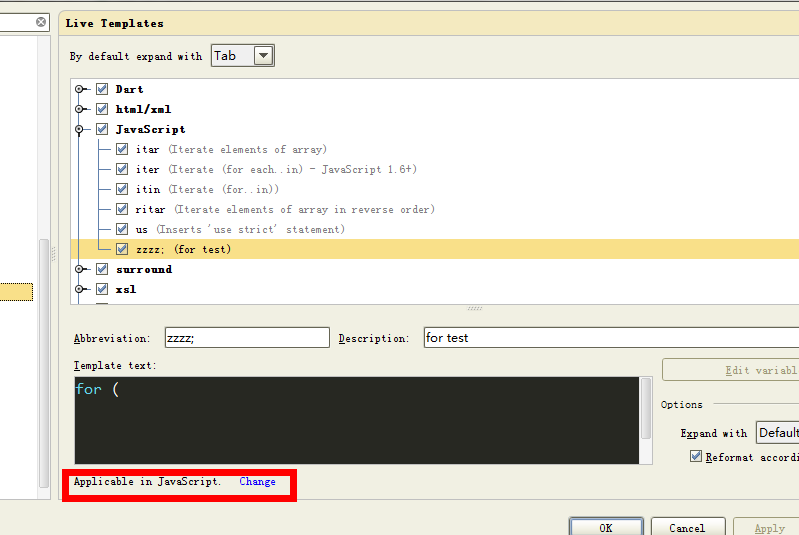 Live Templates
By default expand with Tab
Dart
html/xml
JavaScript
itar (Iterate elements of array)
iter (Iterate (for each..in) - JavaScript 1.6+)
itin (Iterate (for..in))
ritar (Iterate elements of array in reverse order)
us (Inserts 'use strict' statement)
zzzz; (for test)
surround
xsl
Abbreviation: zzzz; Description: for test
Template text:
Edit variabl
for (
Options
Expand with Default
Reformat accordi
Applicable in JavaScript. Change
OK Cancel Apply